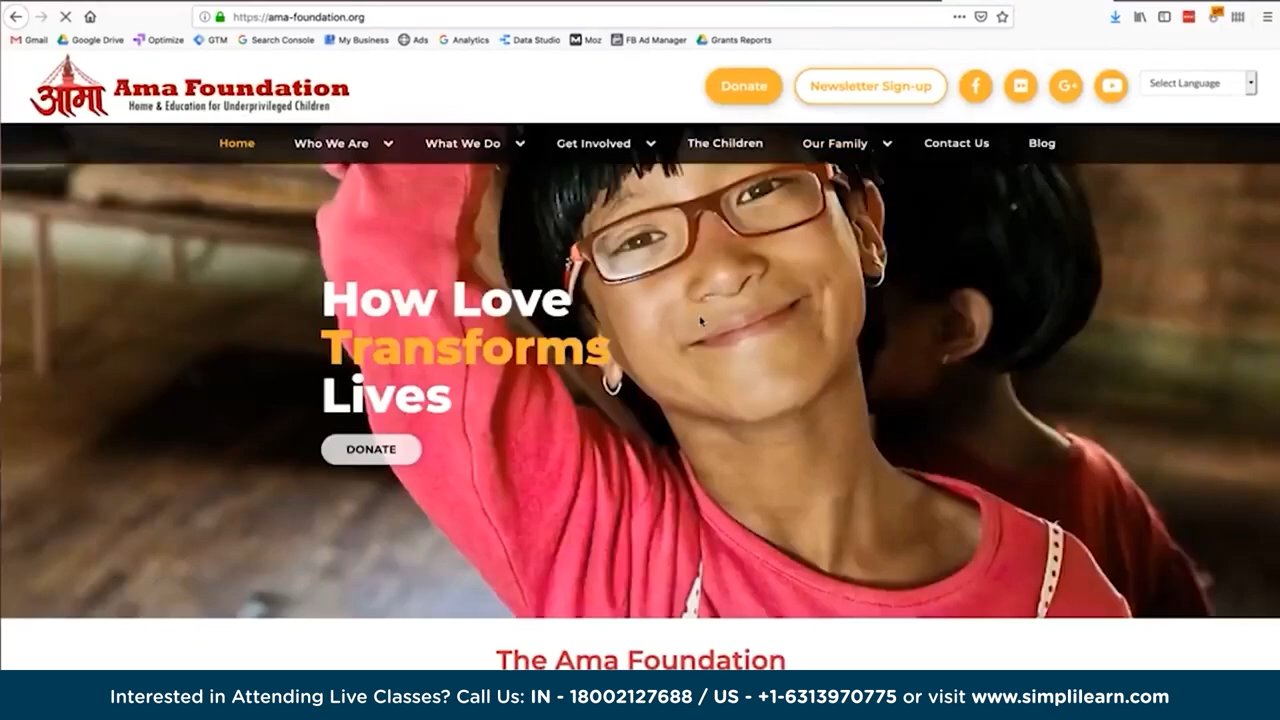 https://ama-foundation.org
Gmail Google Drive Optimize GTM Search Console My Business Ads Analytics Data Studio Moz FB Ad Manager Grants Reports
आमा Ama Foundation
Home & Education for Underprivileged Children
Donate Newsletter Sign-up Select Language
Home Who We Are What We Do Get Involved The Children Our Family Contact Us Blog
How Love
Transforms
Lives
DONATE
The Ama Foundation
Interested in Attending Live Classes? Call Us: IN - 18002127688 / US - +1-6313970775 or visit www.simplilearn.com